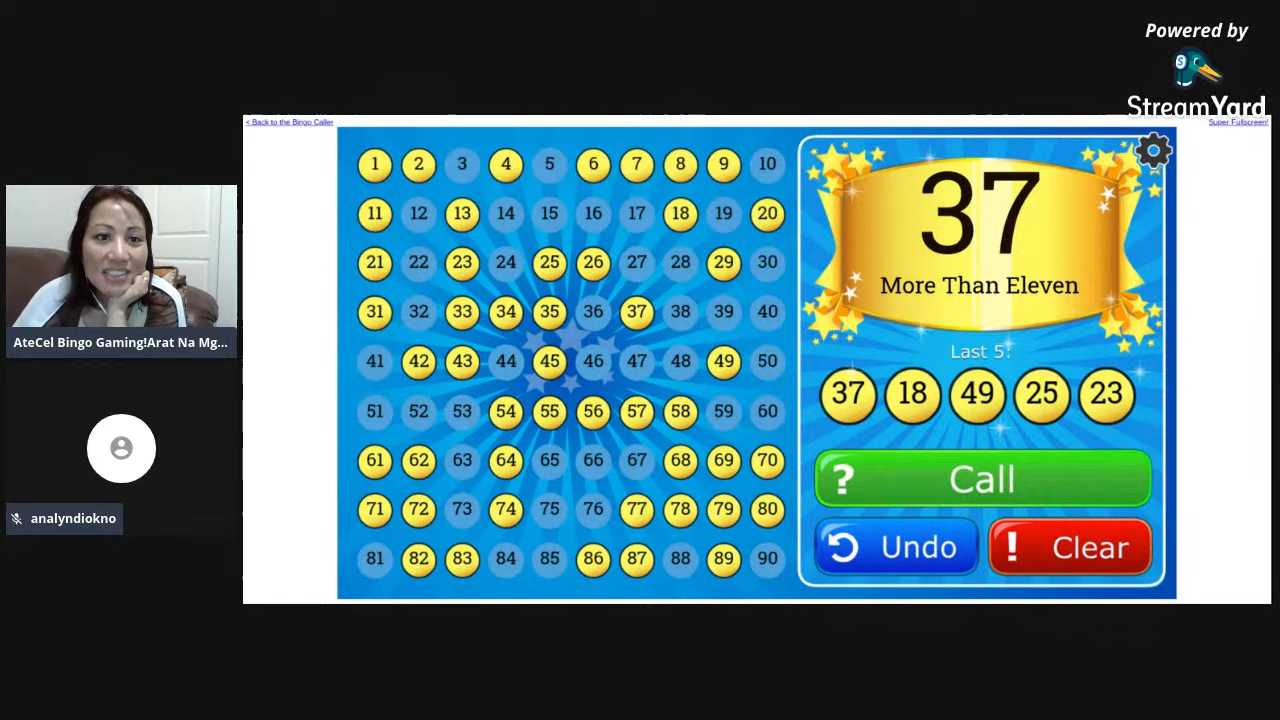 Powered by
StreamYard
< Back to the Bingo Caller
Super Fullscreen!
1 2 3 4 5 6 7 8 9 10
11 12 13 14 15 16 17 18 19 20
21 22 23 24 25 26 27 28 29 30
31 32 33 34 35 36 37 38 39 40
41 42 43 44 45 46 47 48 49 50
51 52 53 54 55 56 57 58 59 60
61 62 63 64 65 66 67 68 69 70
71 72 73 74 75 76 77 78 79 80
81 82 83 84 85 86 87 88 89 90
37
More Than Eleven
Last 5:
37 18 49 25 23
? Call
Undo
! Clear
AteCel Bingo Gaming!Arat Na Mg...
analyndiokno